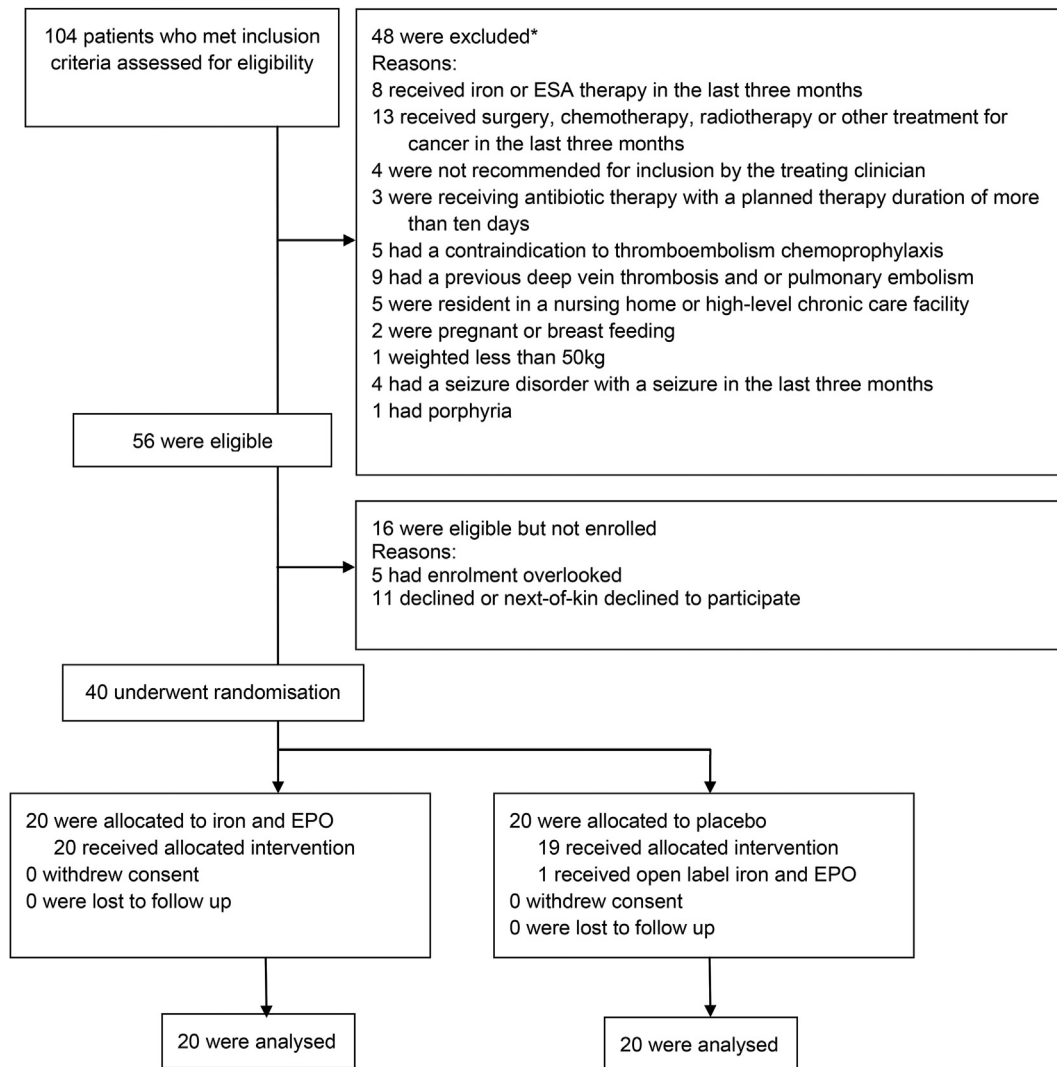 104 patients who met inclusion
criteria assessed for eligibility
48 were excluded*
Reasons:
8 received iron or ESA therapy in the last three months
13 received surgery, chemotherapy, radiotherapy or other treatment for
cancer in the last three months
4 were not recommended for inclusion by the treating clinician
3 were receiving antibiotic therapy with a planned therapy duration of more
than ten days
5 had a contraindication to thromboembolism chemoprophylaxis
9 had a previous deep vein thrombosis and or pulmonary embolism
5 were resident in a nursing home or high-level chronic care facility
2 were pregnant or breast feeding
1 weighted less than 50kg
4 had a seizure disorder with a seizure in the last three months
1 had porphyria
56 were eligible
16 were eligible but not enrolled
Reasons:
5 had enrolment overlooked
11 declined or next-of-kin declined to participate
40 underwent randomisation
20 were allocated to iron and EPO
20 received allocated intervention
0 withdrew consent
0 were lost to follow up
20 were allocated to placebo
19 received allocated intervention
1 received open label iron and EPO
0 withdrew consent
0 were lost to follow up
20 were analysed
20 were analysed